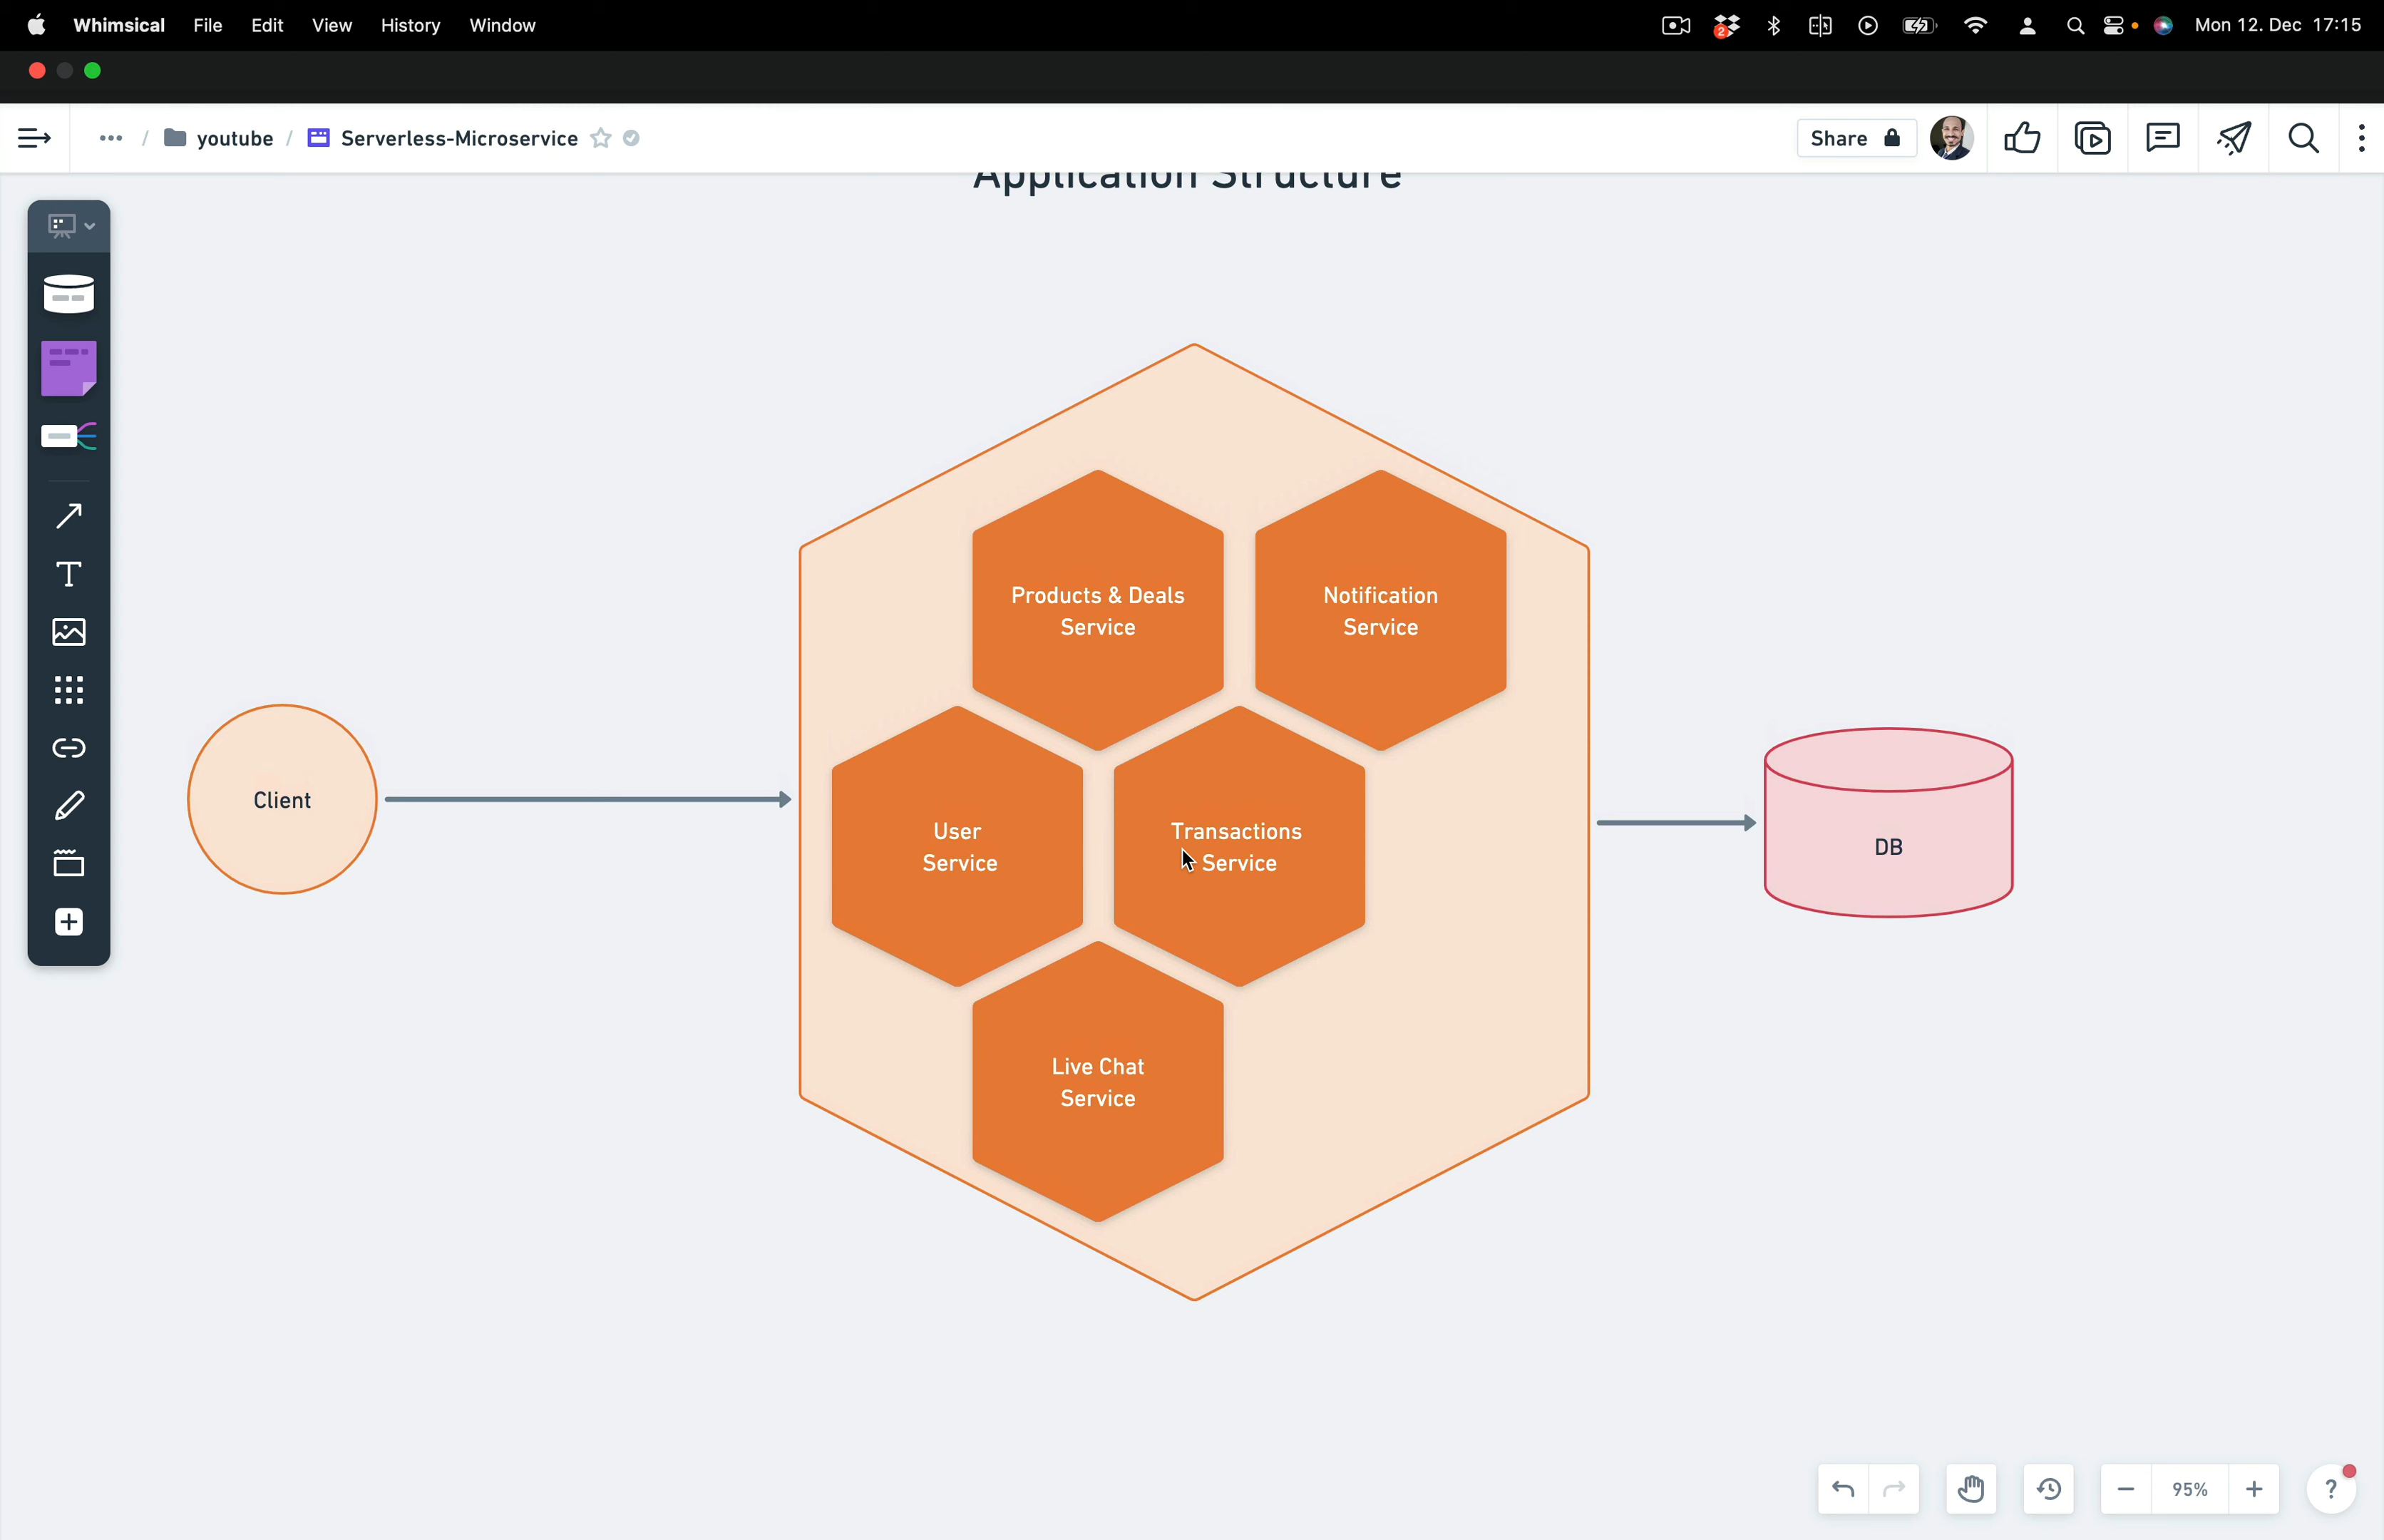 Whimsical File Edit View History Window
2
Mon 12. Dec 17:15
... / youtube / Serverless-Microservice
Share
Application Structure
Products & Deals
Service
Notification
Service
Client
User
Service
Transactions
Service
DB
Live Chat
Service
95%
?